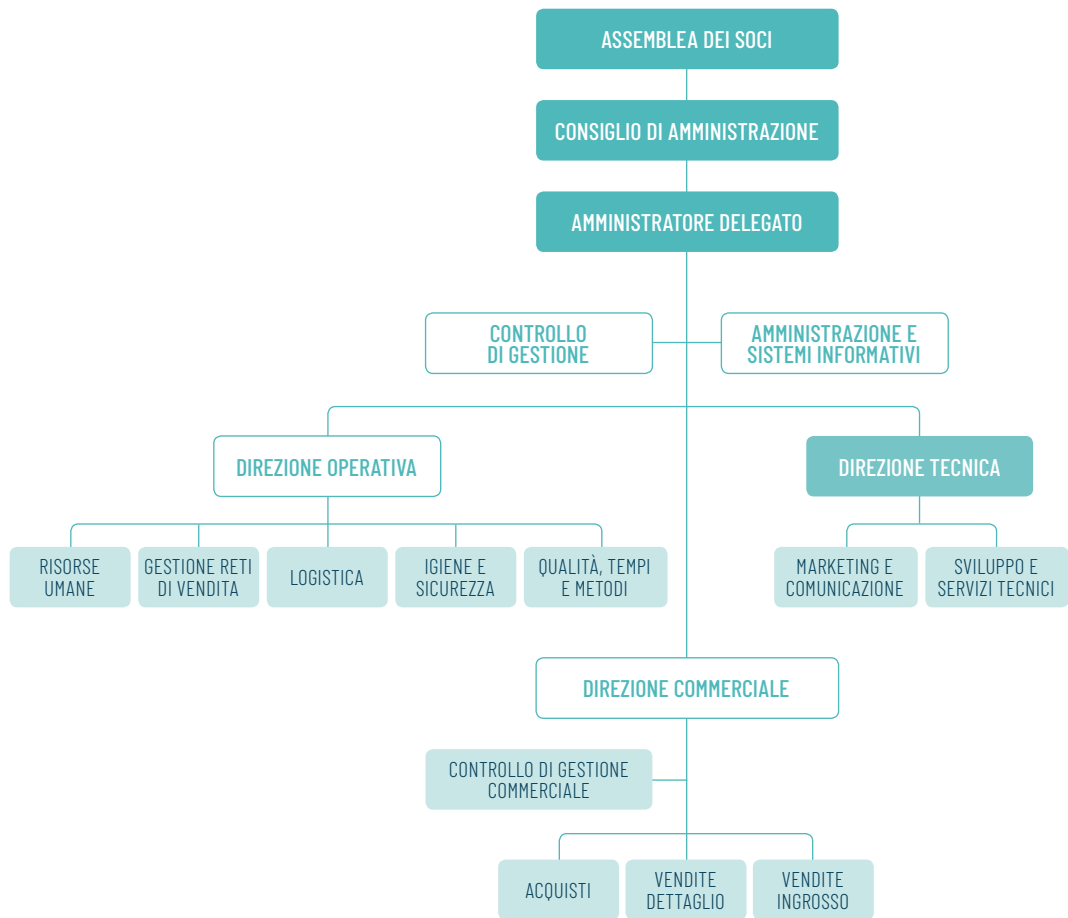 ASSEMBLEA DEI SOCI
CONSIGLIO DI AMMINISTRAZIONE
AMMINISTRATORE DELEGATO
CONTROLLO
DI GESTIONE
AMMINISTRAZIONE E
SISTEMI INFORMATIVI
DIREZIONE OPERATIVA
DIREZIONE TECNICA
RISORSE
UMANE
GESTIONE RETI
DI VENDITA
LOGISTICA
IGIENE E
SICUREZZA
QUALITÀ, TEMPI
E METODI
MARKETING E
COMUNICAZIONE
SVILUPPO E
SERVIZI TECNICI
DIREZIONE COMMERCIALE
CONTROLLO DI GESTIONE
COMMERCIALE
ACQUISTI
VENDITE
DETTAGLIO
VENDITE
INGROSSO